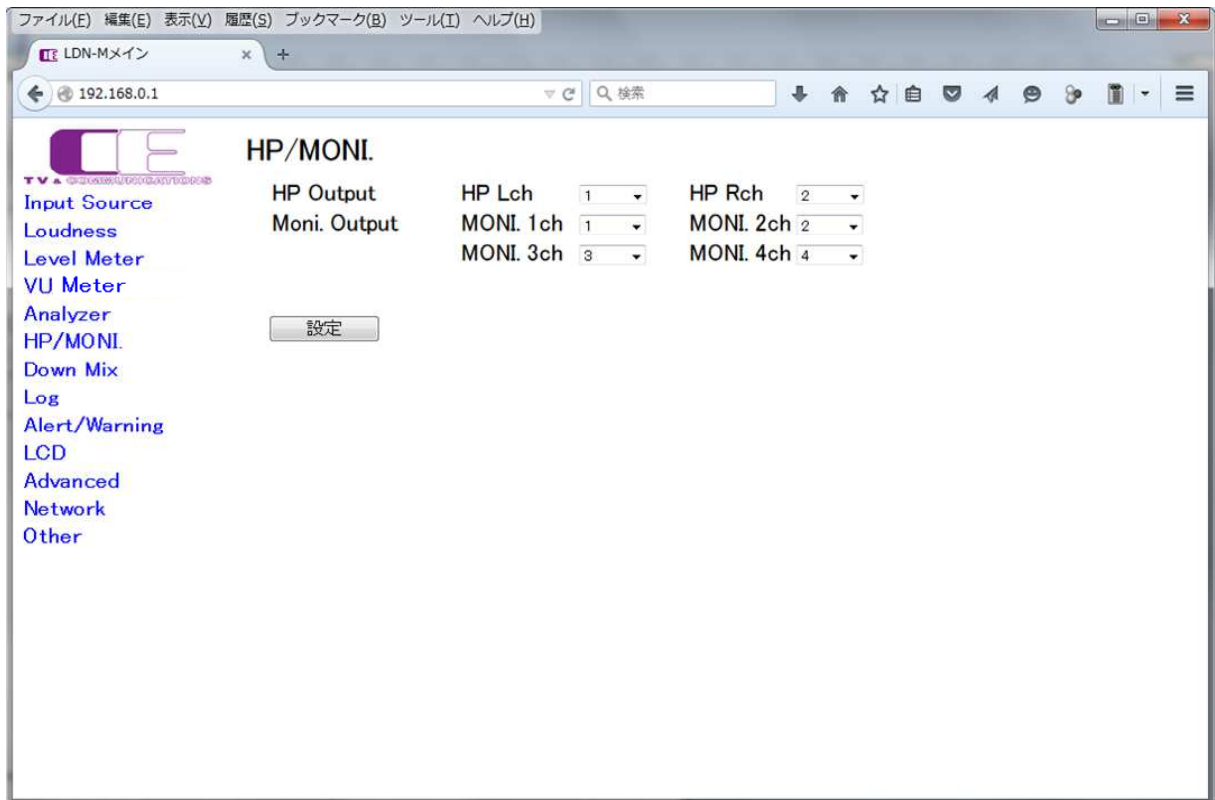 ファイル(F) 編集(E) 表示(V) 履歴(S) ブックマーク(B) ツール(T) ヘルプ(H)
LDN-Mメイン
192.168.0.1 検索
TV & COMMUNICATIONS
HP/MONI.
HP Output HP Lch 1 HP Rch 2
Moni. Output MONI. 1ch 1 MONI. 2ch 2
MONI. 3ch 3 MONI. 4ch 4
設定
Input Source
Loudness
Level Meter
VU Meter
Analyzer
HP/MONI.
Down Mix
Log
Alert/Warning
LCD
Advanced
Network
Other